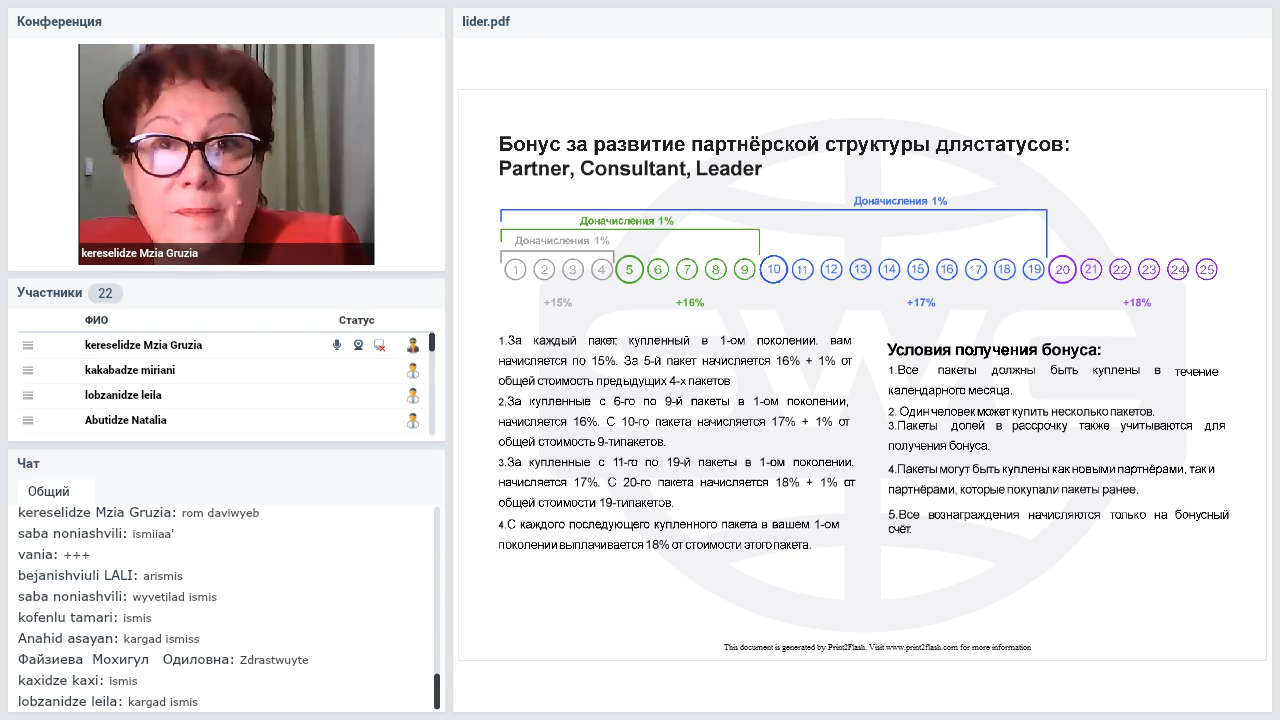 Конференция
kereselidze Mzia Gruzia
Участники 22
ФИО Статус
kereselidze Mzia Gruzia
kakabadze miriani
lobzanidze leila
Abutidze Natalia
Чат
Общий
kereselidze Mzia Gruzia: rom daviwyeb
saba noniashvili: ismiiaa'
vania: +++
bejanishviuli LALI: arismis
saba noniashvili: wyvetilad ismis
kofenlu tamari: ismis
Anahid asayan: kargad ismiss
Файзиева Мохигул Одиловна: Zdrastwuyte
kaxidze kaxi: ismis
lobzanidze leila: kargad ismis
lider.pdf
Бонус за развитие партнёрской структуры длястатусов:
Partner, Consultant, Leader
Доначисления 1%
Доначисления 1%
Доначисления 1%
1 2 3 4 5 6 7 8 9 10 11 12 13 14 15 16 17 18 19 20 21 22 23 24 25
+15% +16% +17% +18%
1.За каждый пакет, купленный в 1-ом поколении, вам
начисляется по 15%. За 5-й пакет начисляется 16% + 1% от
общей стоимость предыдущих 4-х пакетов
2.За купленные с 6-го по 9-й пакеты в 1-ом поколении,
начисляется 16%. С 10-го пакета начисляется 17% + 1% от
общей стоимость 9-типакетов.
3.За купленные с 11-го по 19-й пакеты в 1-ом поколении.
начисляется 17%. С 20-го пакета начисляется 18% + 1% от
общей стоимости 19-типакетов.
4.С каждого последующего купленного пакета в вашем 1-ом
поколении выплачивается 18% от стоимости этого пакета.
Условия получения бонуса:
1.Все пакеты должны быть куплены в течение
календарного месяца.
2. Один человек может купить несколько пакетов.
3.Пакеты долей в рассрочку также учитываются для
получения бонуса.
4.Пакеты могут быть куплены как новыми партнёрами, так и
партнёрами, которые покупали пакеты ранее.
5.Все вознаграждения начисляются только на бонусный
счёт.
This document is generated by Print2Flash. Visit www.print2flash.com for more information